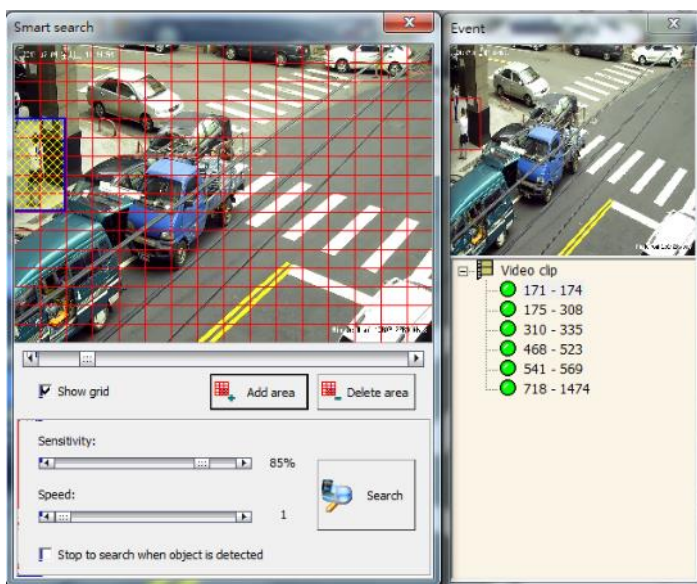 Smart search
Event
Show grid
Add area
Delete area
Sensitivity:
85%
Speed:
1
Search
Stop to search when object is detected
Video clip
171 - 174
175 - 308
310 - 335
468 - 523
541 - 569
718 - 1474